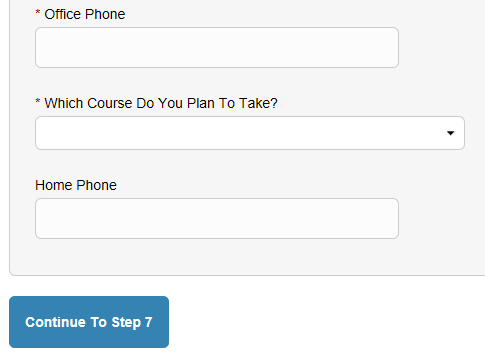 * Office Phone
* Which Course Do You Plan To Take?
Home Phone
Continue To Step 7